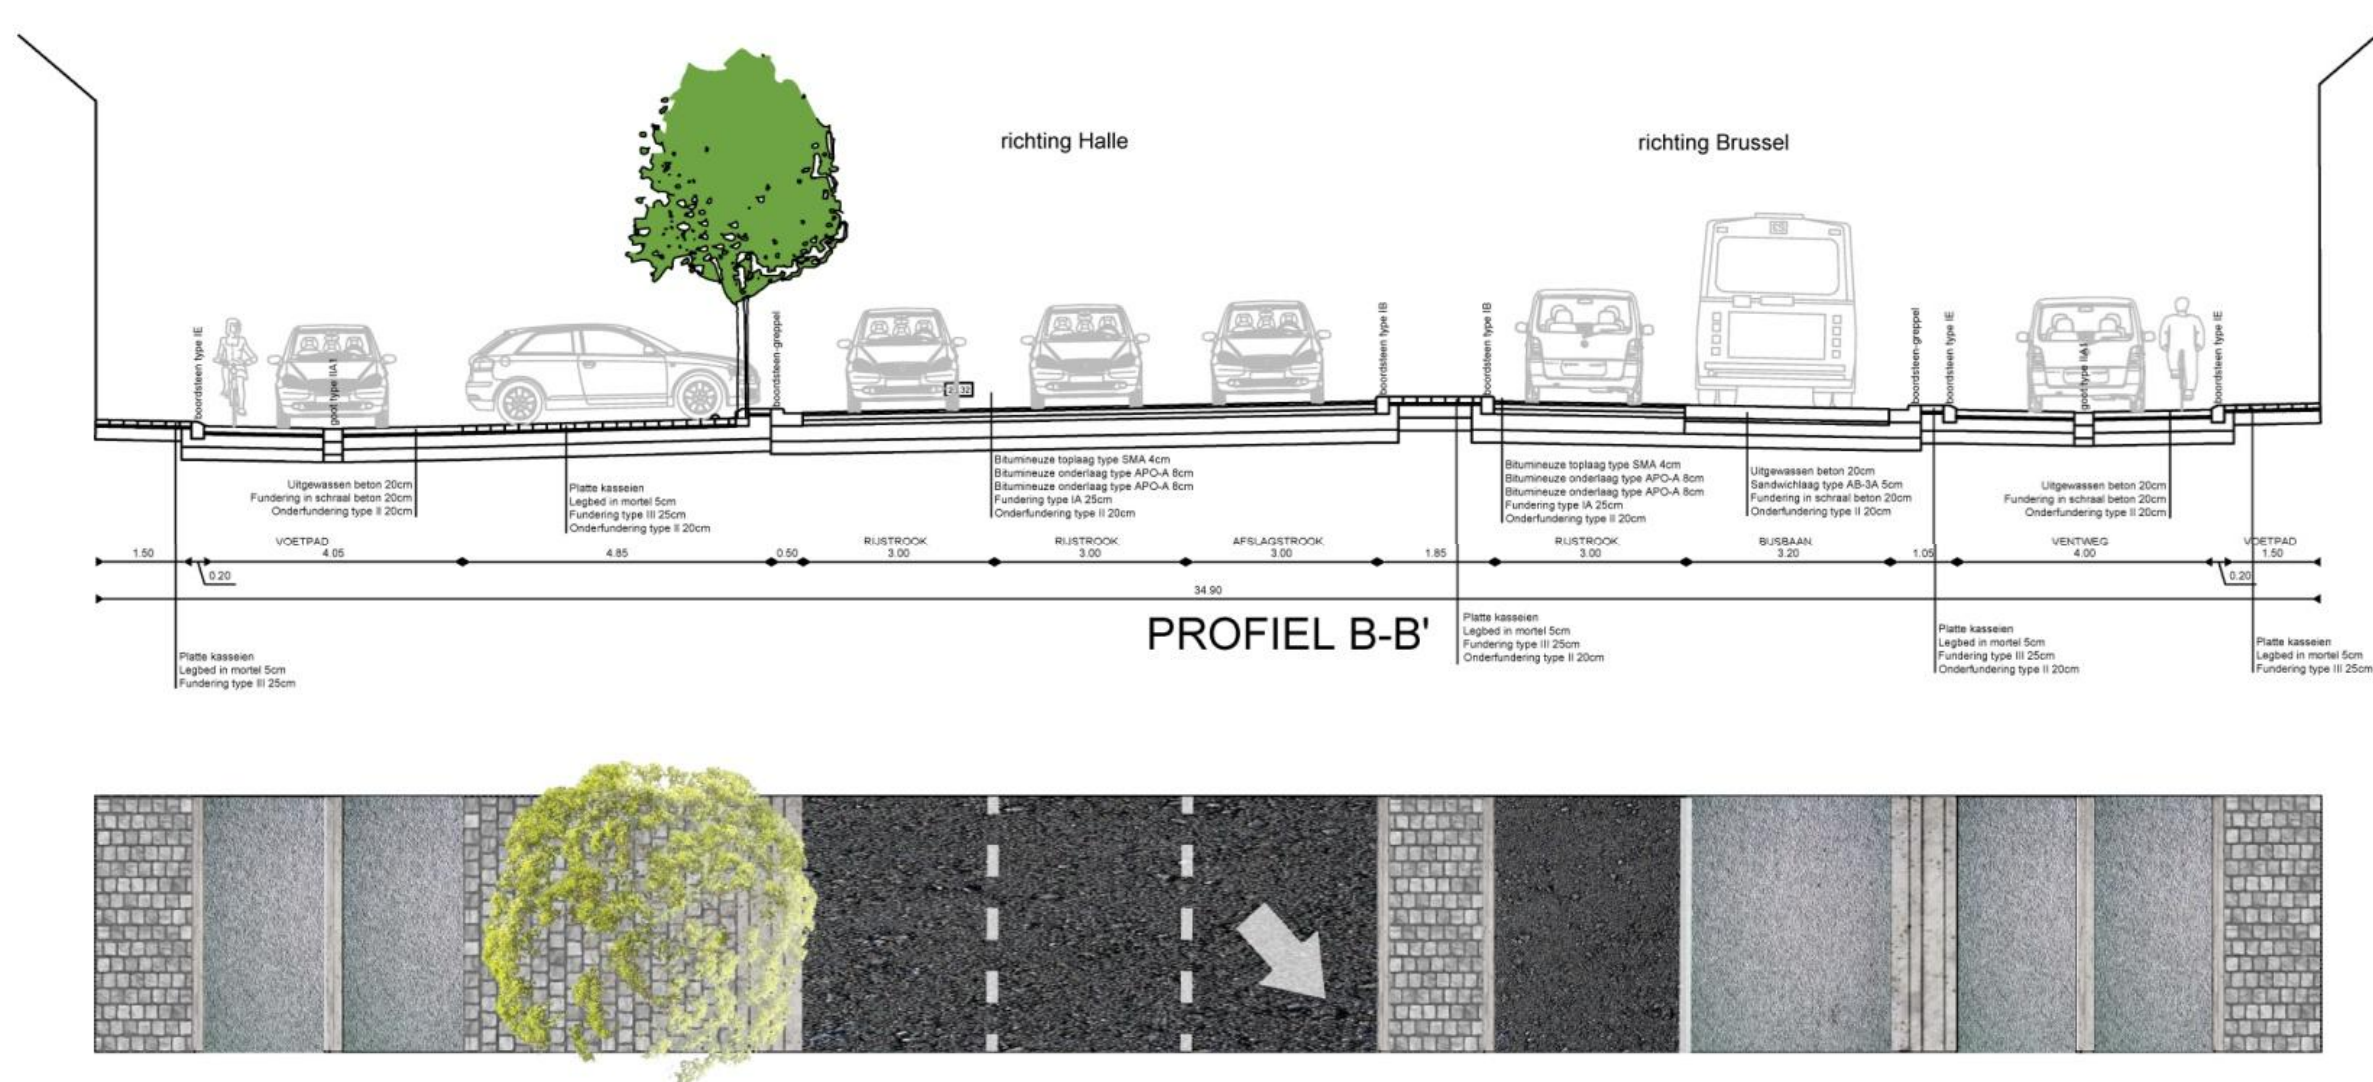 richting Halle
richting Brussel
boordsteen type IE
goot type IIA1
boordsteen-greppel
boordsteen type IB
boordsteen type IB
boordsteen-greppel
boordsteen type IE
goot type IIA1
boordsteen type IE
Uitgewassen beton 20cm
Fundering in schraal beton 20cm
Onderfundering type II 20cm
Platte kasseien
Legbed in mortel 5cm
Fundering type III 25cm
Onderfundering type II 20cm
Bitumineuze toplaag type SMA 4cm
Bitumineuze onderlaag type APO-A 8cm
Bitumineuze onderlaag type APO-A 8cm
Fundering type IA 25cm
Onderfundering type II 20cm
Bitumineuze toplaag type SMA 4cm
Bitumineuze onderlaag type APO-A 8cm
Bitumineuze onderlaag type APO-A 8cm
Fundering type IA 25cm
Onderfundering type II 20cm
Uitgewassen beton 20cm
Sandwichlaag type AB-3A 5cm
Fundering in schraal beton 20cm
Onderfundering type II 20cm
Uitgewassen beton 20cm
Fundering in schraal beton 20cm
Onderfundering type II 20cm
VOETPAD RIJSTROOK RIJSTROOK AFSLAGSTROOK RIJSTROOK BUSBAAN VENTWEG VOETPAD
1.50 4.05 4.85 0.50 3.00 3.00 3.00 1.85 3.00 3.20 1.05 4.00 1.50
0.20 0.20
34.90
PROFIEL B-B'
Platte kasseien
Legbed in mortel 5cm
Fundering type III 25cm
Platte kasseien
Legbed in mortel 5cm
Fundering type III 25cm
Onderfundering type II 20cm
Platte kasseien
Legbed in mortel 5cm
Fundering type III 25cm
Onderfundering type II 20cm
Platte kasseien
Legbed in mortel 5cm
Fundering type III 25cm